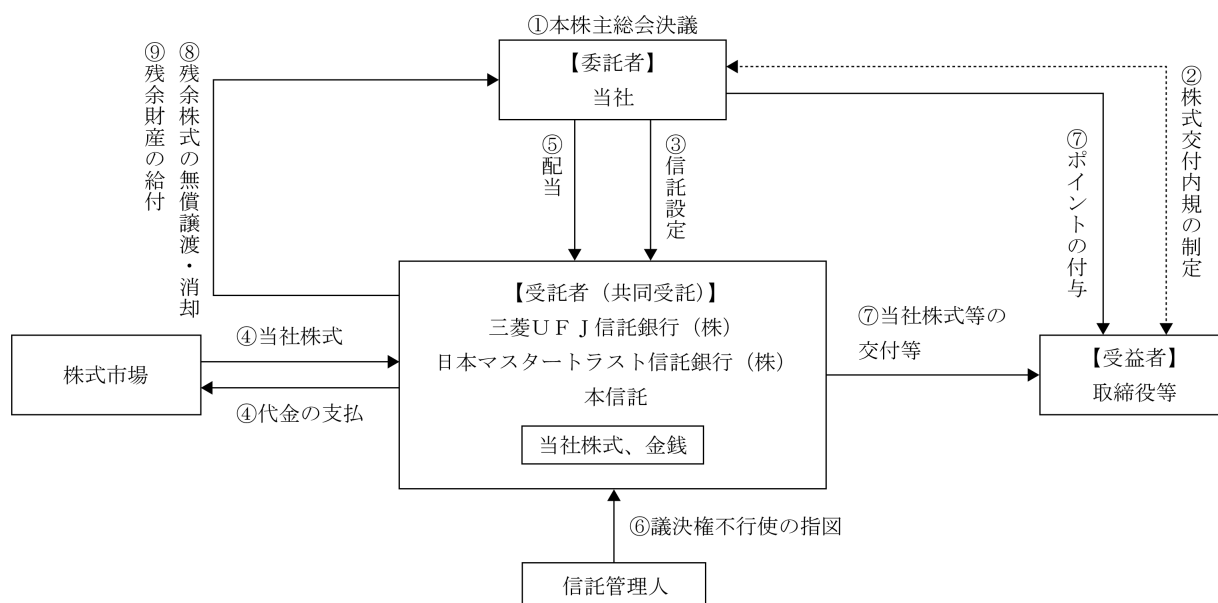 ①本株主総会決議
【委託者】
当社
⑨残余財産の給付
⑧残余株式の無償譲渡・消却
⑤配当
③信託設定
⑦ポイントの付与
②株式交付内規の制定
【受託者（共同受託）】
三菱ＵＦＪ信託銀行（株）
日本マスタートラスト信託銀行（株）
本信託
当社株式、金銭
株式市場
④当社株式
④代金の支払
⑦当社株式等の
交付等
【受益者】
取締役等
⑥議決権不行使の指図
信託管理人